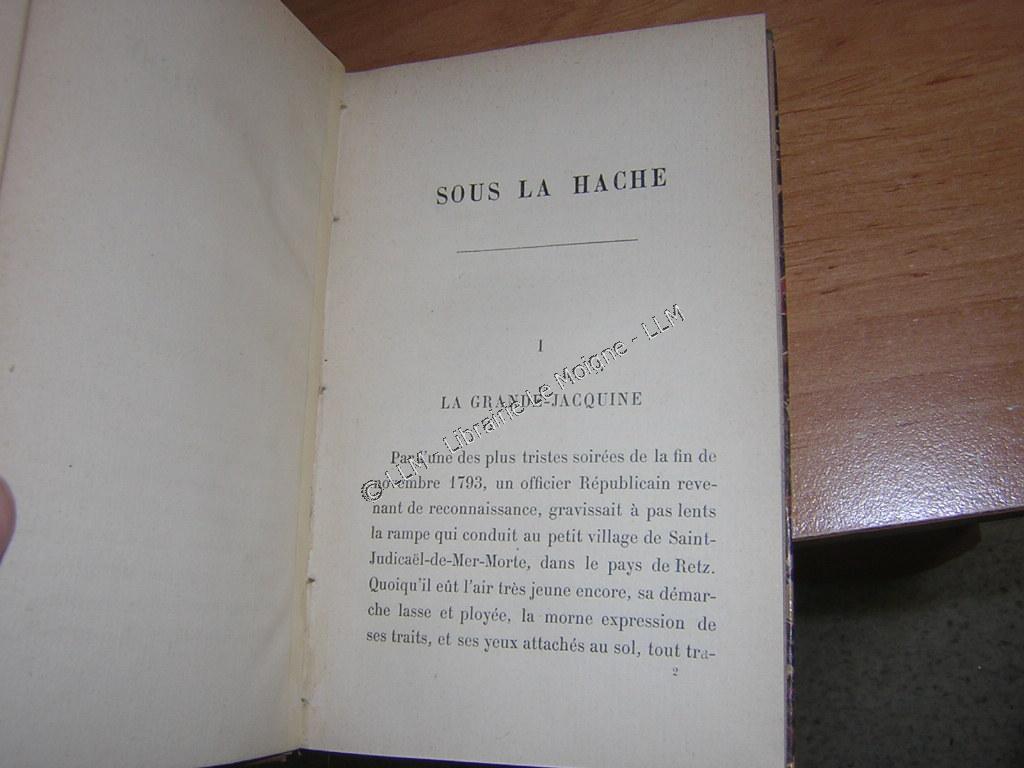 SOUS LA HACHE
I
LA GRANDE-JACQUINE
Par l'une des plus tristes soirées de la fin de
novembre 1793, un officier Républicain reve-
nant de reconnaissance, gravissait à pas lents
la rampe qui conduit au petit village de Saint-
Judicaël-de-Mer-Morte, dans le pays de Retz.
Quoiqu'il eût l'air très jeune encore, sa démar-
che lasse et ployée, la morne expression de
ses traits, et ses yeux attachés au sol, tout tra-
2
© LLM - Librairie Le Moigne - LLM